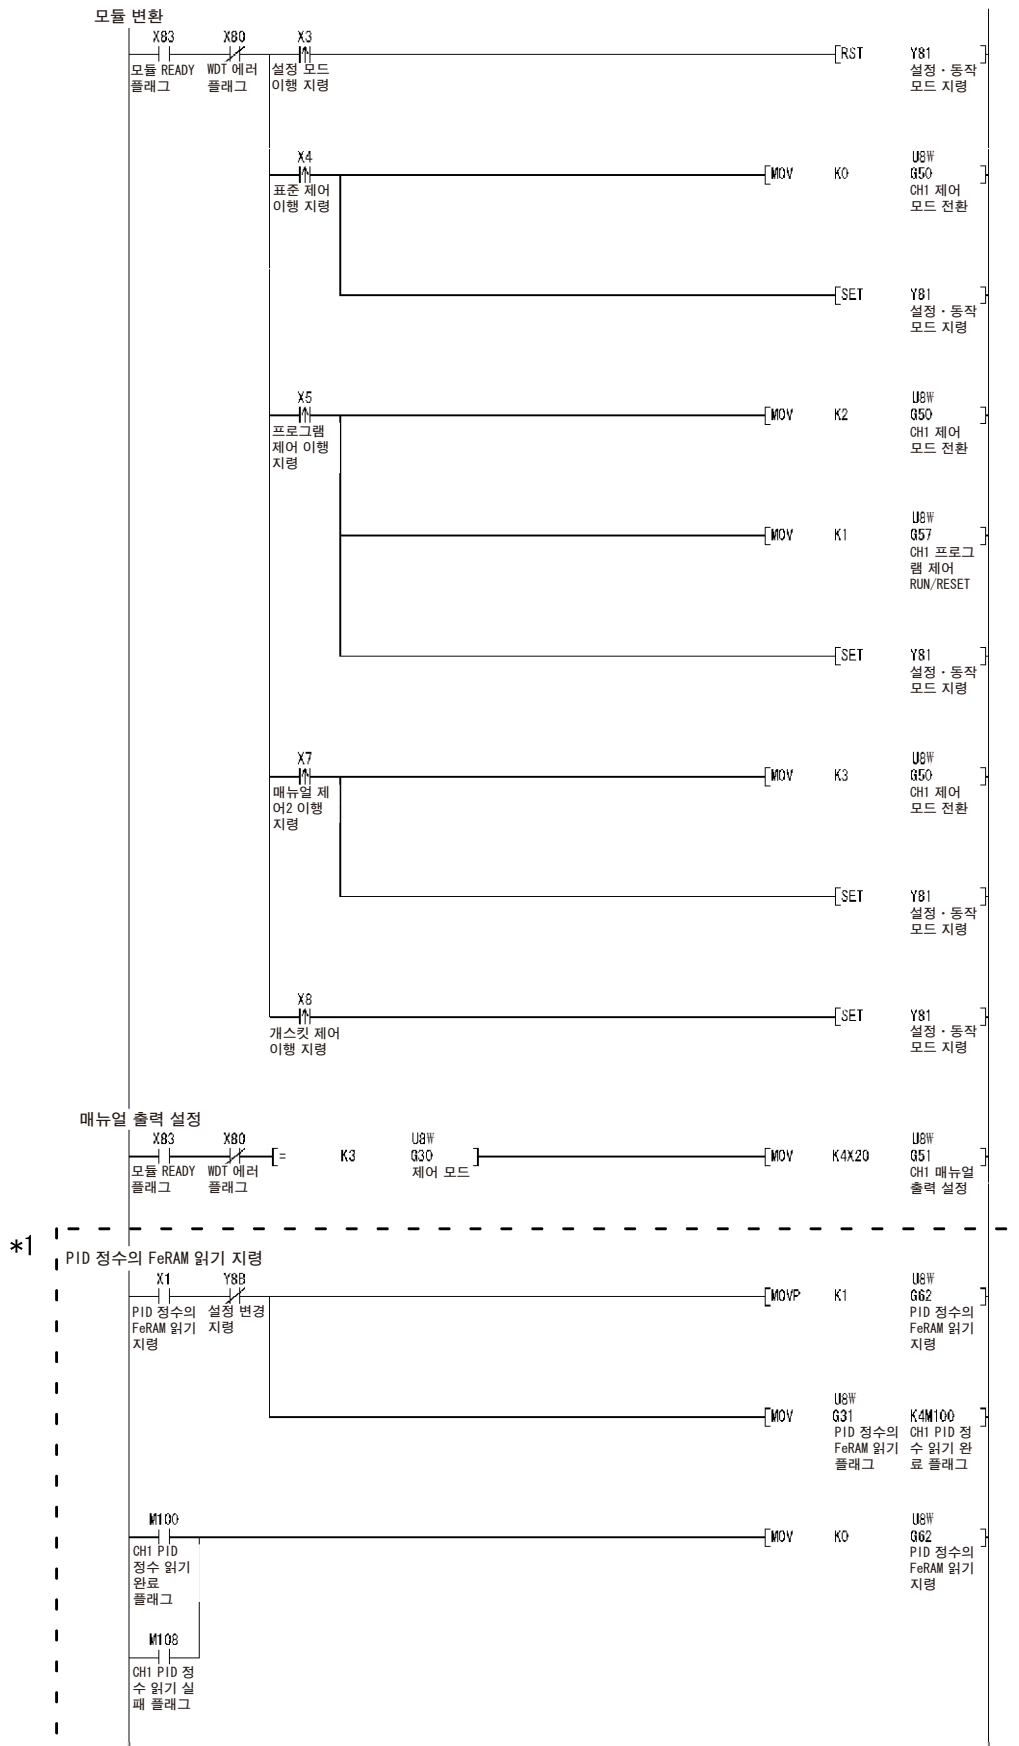 모듈 변환
X83 X80 X3
[RST Y81 ]
모듈 READY 플래그
WDT 에러 플래그
설정 모드 이행 지령
설정・동작 모드 지령
X4
U8₩
[MOV K0 G50 ]
표준 제어 이행 지령
CH1 제어 모드 전환
[SET Y81 ]
설정・동작 모드 지령
X5
U8₩
[MOV K2 G50 ]
프로그램 제어 이행 지령
CH1 제어 모드 전환
U8₩
[MOV K1 G57 ]
CH1 프로그램 제어 RUN/RESET
[SET Y81 ]
설정・동작 모드 지령
X7
U8₩
[MOV K3 G50 ]
매뉴얼 제어2 이행 지령
CH1 제어 모드 전환
[SET Y81 ]
설정・동작 모드 지령
X8
[SET Y81 ]
개스킷 제어 이행 지령
설정・동작 모드 지령
매뉴얼 출력 설정
X83 X80 U8₩ U8₩
[= K3 G30 ] [MOV K4X20 G51 ]
모듈 READY 플래그
WDT 에러 플래그
제어 모드
CH1 매뉴얼 출력 설정
*1
PID 정수의 FeRAM 읽기 지령
X1 Y8B U8₩
[MOVP K1 G62 ]
PID 정수의 FeRAM 읽기 지령
설정 변경 지령
PID 정수의 FeRAM 읽기 지령
U8₩
[MOV G31 K4M100 ]
PID 정수의 FeRAM 읽기 플래그
CH1 PID 정수 읽기 완료 플래그
M100 U8₩
[MOV K0 G62 ]
CH1 PID 정수 읽기 완료 플래그
PID 정수의 FeRAM 읽기 지령
M108
CH1 PID 정수 읽기 실패 플래그